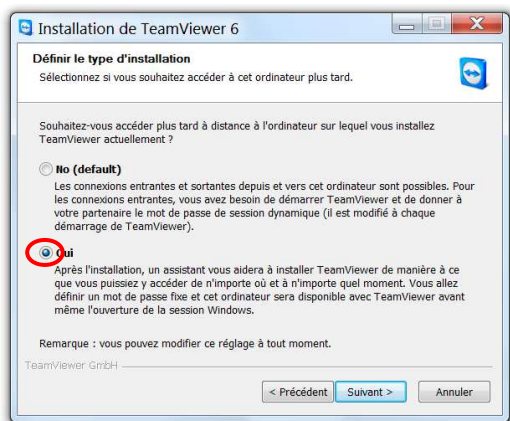 Installation de TeamViewer 6
Définir le type d'installation
Sélectionnez si vous souhaitez accéder à cet ordinateur plus tard.
Souhaitez-vous accéder plus tard à distance à l'ordinateur sur lequel vous installez
TeamViewer actuellement ?
No (default)
Les connexions entrantes et sortantes depuis et vers cet ordinateur sont possibles. Pour
les connexions entrantes, vous avez besoin de démarrer TeamViewer et de donner à
votre partenaire le mot de passe de session dynamique (il est modifié à chaque
démarrage de TeamViewer).
Oui
Après l'installation, un assistant vous aidera à installer TeamViewer de manière à ce
que vous puissiez y accéder de n'importe où et à n'importe quel moment. Vous allez
définir un mot de passe fixe et cet ordinateur sera disponible avec TeamViewer avant
même l'ouverture de la session Windows.
Remarque : vous pouvez modifier ce réglage à tout moment.
TeamViewer GmbH
< Précédent Suivant > Annuler